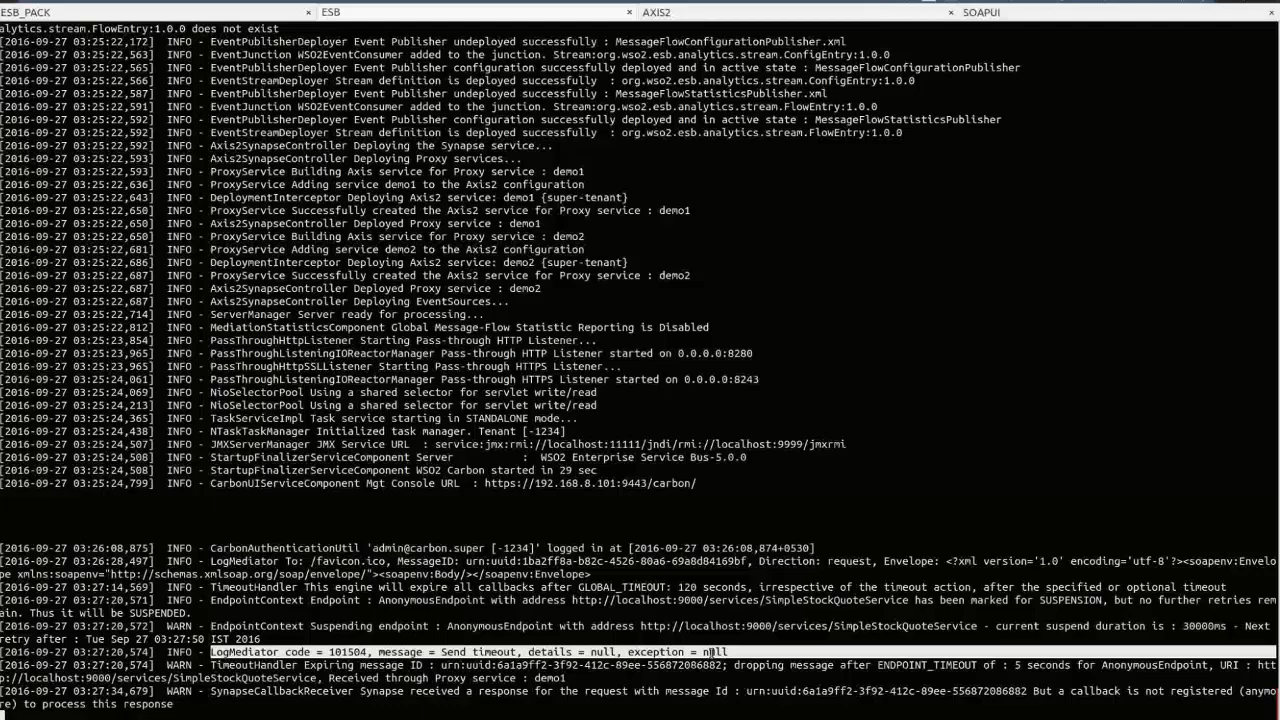 ESB_PACK × ESB × AXIS2 × SOAPUI ×
alytics.stream.FlowEntry:1.0.0 does not exist
[2016-09-27 03:25:22,172]  INFO - EventPublisherDeployer Event Publisher undeployed successfully : MessageFlowConfigurationPublisher.xml
[2016-09-27 03:25:22,563]  INFO - EventJunction WSO2EventConsumer added to the junction. Stream:org.wso2.esb.analytics.stream.ConfigEntry:1.0.0
[2016-09-27 03:25:22,565]  INFO - EventPublisherDeployer Event Publisher configuration successfully deployed and in active state : MessageFlowConfigurationPublisher
[2016-09-27 03:25:22,565]  INFO - EventStreamDeployer Stream definition is deployed successfully  : org.wso2.esb.analytics.stream.ConfigEntry:1.0.0
[2016-09-27 03:25:22,587]  INFO - EventPublisherDeployer Event Publisher undeployed successfully : MessageFlowStatisticsPublisher.xml
[2016-09-27 03:25:22,591]  INFO - EventJunction WSO2EventConsumer added to the junction. Stream:org.wso2.esb.analytics.stream.FlowEntry:1.0.0
[2016-09-27 03:25:22,592]  INFO - EventPublisherDeployer Event Publisher configuration successfully deployed and in active state : MessageFlowStatisticsPublisher
[2016-09-27 03:25:22,592]  INFO - EventStreamDeployer Stream definition is deployed successfully  : org.wso2.esb.analytics.stream.FlowEntry:1.0.0
[2016-09-27 03:25:22,592]  INFO - Axis2SynapseController Deploying the Synapse service...
[2016-09-27 03:25:22,593]  INFO - Axis2SynapseController Deploying Proxy services...
[2016-09-27 03:25:22,593]  INFO - ProxyService Building Axis service for Proxy service : demo1
[2016-09-27 03:25:22,636]  INFO - ProxyService Adding service demo1 to the Axis2 configuration
[2016-09-27 03:25:22,643]  INFO - DeploymentInterceptor Deploying Axis2 service: demo1 {super-tenant}
[2016-09-27 03:25:22,650]  INFO - ProxyService Successfully created the Axis2 service for Proxy service : demo1
[2016-09-27 03:25:22,650]  INFO - Axis2SynapseController Deployed Proxy service : demo1
[2016-09-27 03:25:22,650]  INFO - ProxyService Building Axis service for Proxy service : demo2
[2016-09-27 03:25:22,681]  INFO - ProxyService Adding service demo2 to the Axis2 configuration
[2016-09-27 03:25:22,686]  INFO - DeploymentInterceptor Deploying Axis2 service: demo2 {super-tenant}
[2016-09-27 03:25:22,687]  INFO - ProxyService Successfully created the Axis2 service for Proxy service : demo2
[2016-09-27 03:25:22,687]  INFO - Axis2SynapseController Deployed Proxy service : demo2
[2016-09-27 03:25:22,687]  INFO - Axis2SynapseController Deploying EventSources...
[2016-09-27 03:25:22,714]  INFO - ServerManager Server ready for processing...
[2016-09-27 03:25:22,812]  INFO - MediationStatisticsComponent Global Message-Flow Statistic Reporting is Disabled
[2016-09-27 03:25:23,854]  INFO - PassThroughHttpListener Starting Pass-through HTTP Listener...
[2016-09-27 03:25:23,965]  INFO - PassThroughListeningIOReactorManager Pass-through HTTP Listener started on 0.0.0.0:8280
[2016-09-27 03:25:23,965]  INFO - PassThroughHttpSSLListener Starting Pass-through HTTPS Listener...
[2016-09-27 03:25:24,061]  INFO - PassThroughListeningIOReactorManager Pass-through HTTPS Listener started on 0.0.0.0:8243
[2016-09-27 03:25:24,069]  INFO - NioSelectorPool Using a shared selector for servlet write/read
[2016-09-27 03:25:24,213]  INFO - NioSelectorPool Using a shared selector for servlet write/read
[2016-09-27 03:25:24,365]  INFO - TaskServiceImpl Task service starting in STANDALONE mode...
[2016-09-27 03:25:24,438]  INFO - NTaskTaskManager Initialized task manager. Tenant [-1234]
[2016-09-27 03:25:24,507]  INFO - JMXServerManager JMX Service URL  : service:jmx:rmi://localhost:11111/jndi/rmi://localhost:9999/jmxrmi
[2016-09-27 03:25:24,508]  INFO - StartupFinalizerServiceComponent Server           :  WSO2 Enterprise Service Bus-5.0.0
[2016-09-27 03:25:24,508]  INFO - StartupFinalizerServiceComponent WSO2 Carbon started in 29 sec
[2016-09-27 03:25:24,799]  INFO - CarbonUIServiceComponent Mgt Console URL  : https://192.168.8.101:9443/carbon/
[2016-09-27 03:26:08,875]  INFO - CarbonAuthenticationUtil 'admin@carbon.super [-1234]' logged in at [2016-09-27 03:26:08,874+0530]
[2016-09-27 03:26:28,497]  INFO - LogMediator To: /favicon.ico, MessageID: urn:uuid:1ba2ff4a-b82c-4526-80a6-69a8d84169bf, Direction: request, Envelope: <?xml version='1.0' encoding='utf-8'?><soapenv:Envelo
pe xmlns:soapenv="http://schemas.xmlsoap.org/soap/envelope/"><soapenv:Body/></soapenv:Envelope>
[2016-09-27 03:27:14,569]  INFO - TimeoutHandler This engine will expire all callbacks after GLOBAL_TIMEOUT: 120 seconds, irrespective of the timeout action, after the specified or optional timeout
[2016-09-27 03:27:20,571]  WARN - EndpointContext Endpoint : AnonymousEndpoint with address http://localhost:9000/services/SimpleStockQuoteService has been marked for SUSPENSION, but no further retries rem
ain. Thus it will be SUSPENDED.
[2016-09-27 03:27:20,572]  WARN - EndpointContext Suspending endpoint : AnonymousEndpoint with address http://localhost:9000/services/SimpleStockQuoteService - current suspend duration is : 30000ms - Next
retry after : Tue Sep 27 03:27:50 IST 2016
[2016-09-27 03:27:20,574]  INFO - LogMediator code = 101504, message = Send timeout, details = null, exception = null
[2016-09-27 03:27:20,574]  WARN - TimeoutHandler Expiring message ID : urn:uuid:6a1a9ff2-3f92-412c-89ee-556872086882; dropping message after ENDPOINT_TIMEOUT of : 5 seconds for AnonymousEndpoint, URI : htt
p://localhost:9000/services/SimpleStockQuoteService, Received through Proxy service : demo1
[2016-09-27 03:27:34,679]  WARN - SynapseCallbackReceiver Synapse received a response for the request with message Id : urn:uuid:6a1a9ff2-3f92-412c-89ee-556872086882 But a callback is not registered (anymo
re) to process this response